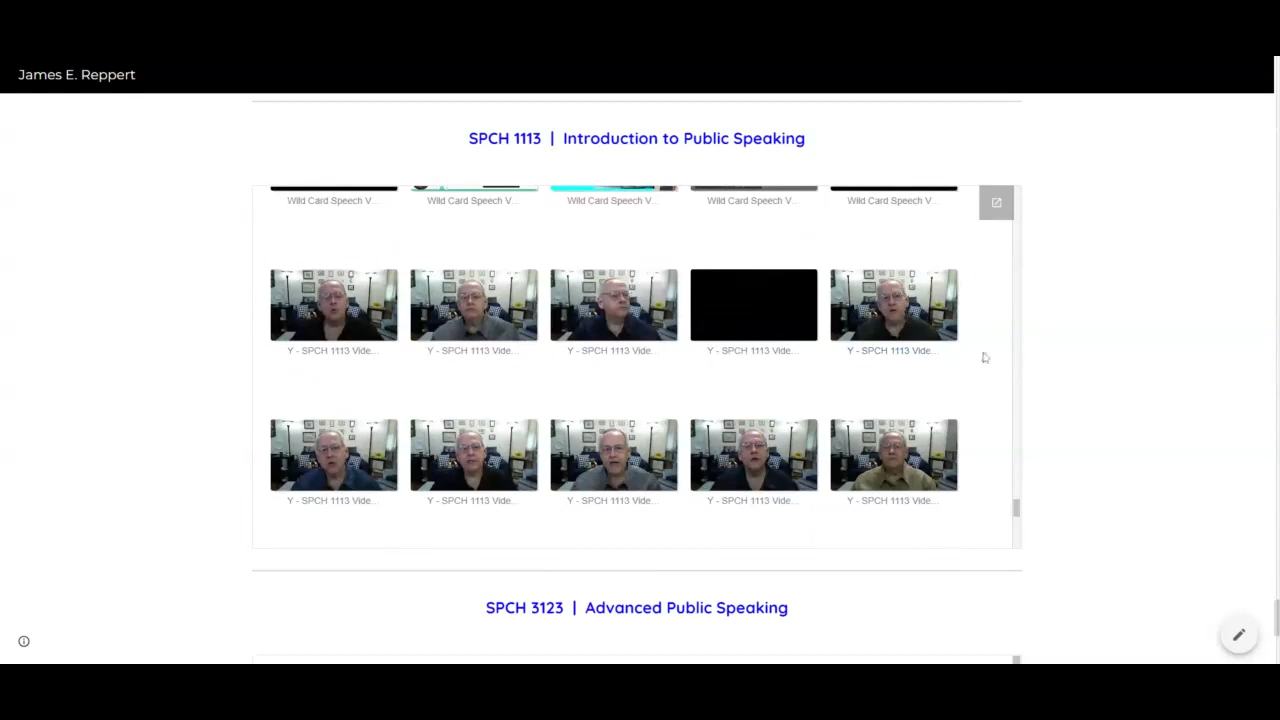 James E. Reppert
SPCH 1113 | Introduction to Public Speaking
Wild Card Speech V... Wild Card Speech V... Wild Card Speech V... Wild Card Speech V... Wild Card Speech V...
Y - SPCH 1113 Vide... Y - SPCH 1113 Vide... Y - SPCH 1113 Vide... Y - SPCH 1113 Vide... Y - SPCH 1113 Vide...
Y - SPCH 1113 Vide... Y - SPCH 1113 Vide... Y - SPCH 1113 Vide... Y - SPCH 1113 Vide... Y - SPCH 1113 Vide...
SPCH 3123 | Advanced Public Speaking